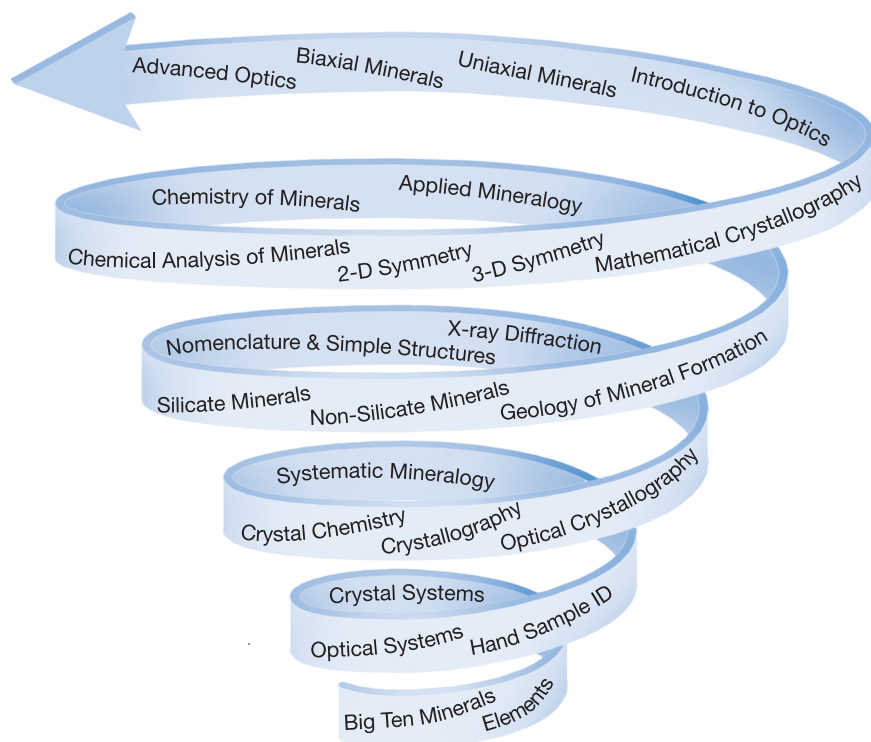 Advanced Optics
Biaxial Minerals
Uniaxial Minerals
Introduction to Optics
Chemistry of Minerals
Applied Mineralogy
Chemical Analysis of Minerals
2-D Symmetry
3-D Symmetry
Mathematical Crystallography
Nomenclature & Simple Structures
X-ray Diffraction
Silicate Minerals
Non-Silicate Minerals
Geology of Mineral Formation
Systematic Mineralogy
Crystal Chemistry
Crystallography
Optical Crystallography
Crystal Systems
Optical Systems
Hand Sample ID
Big Ten Minerals
Elements